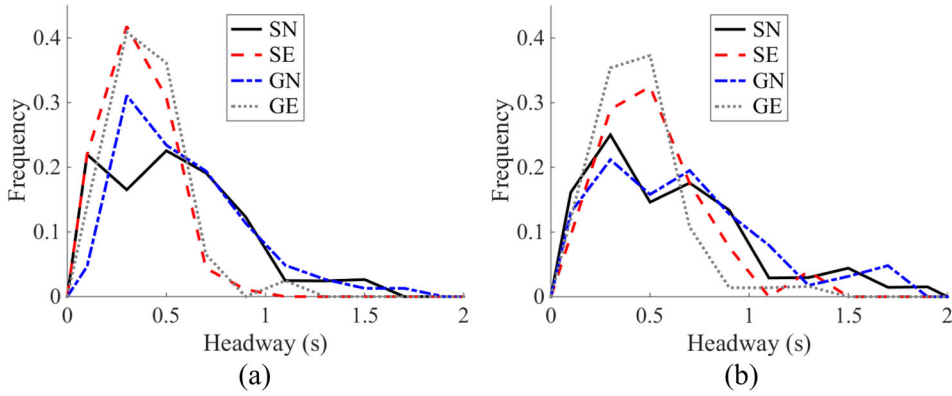 Frequency
0.4
0.3
0.2
0.1
0
SN
SE
GN
GE
0 0.5 1 1.5 2
Headway (s)
(a)
Frequency
0.4
0.3
0.2
0.1
0
SN
SE
GN
GE
0 0.5 1 1.5 2
Headway (s)
(b)